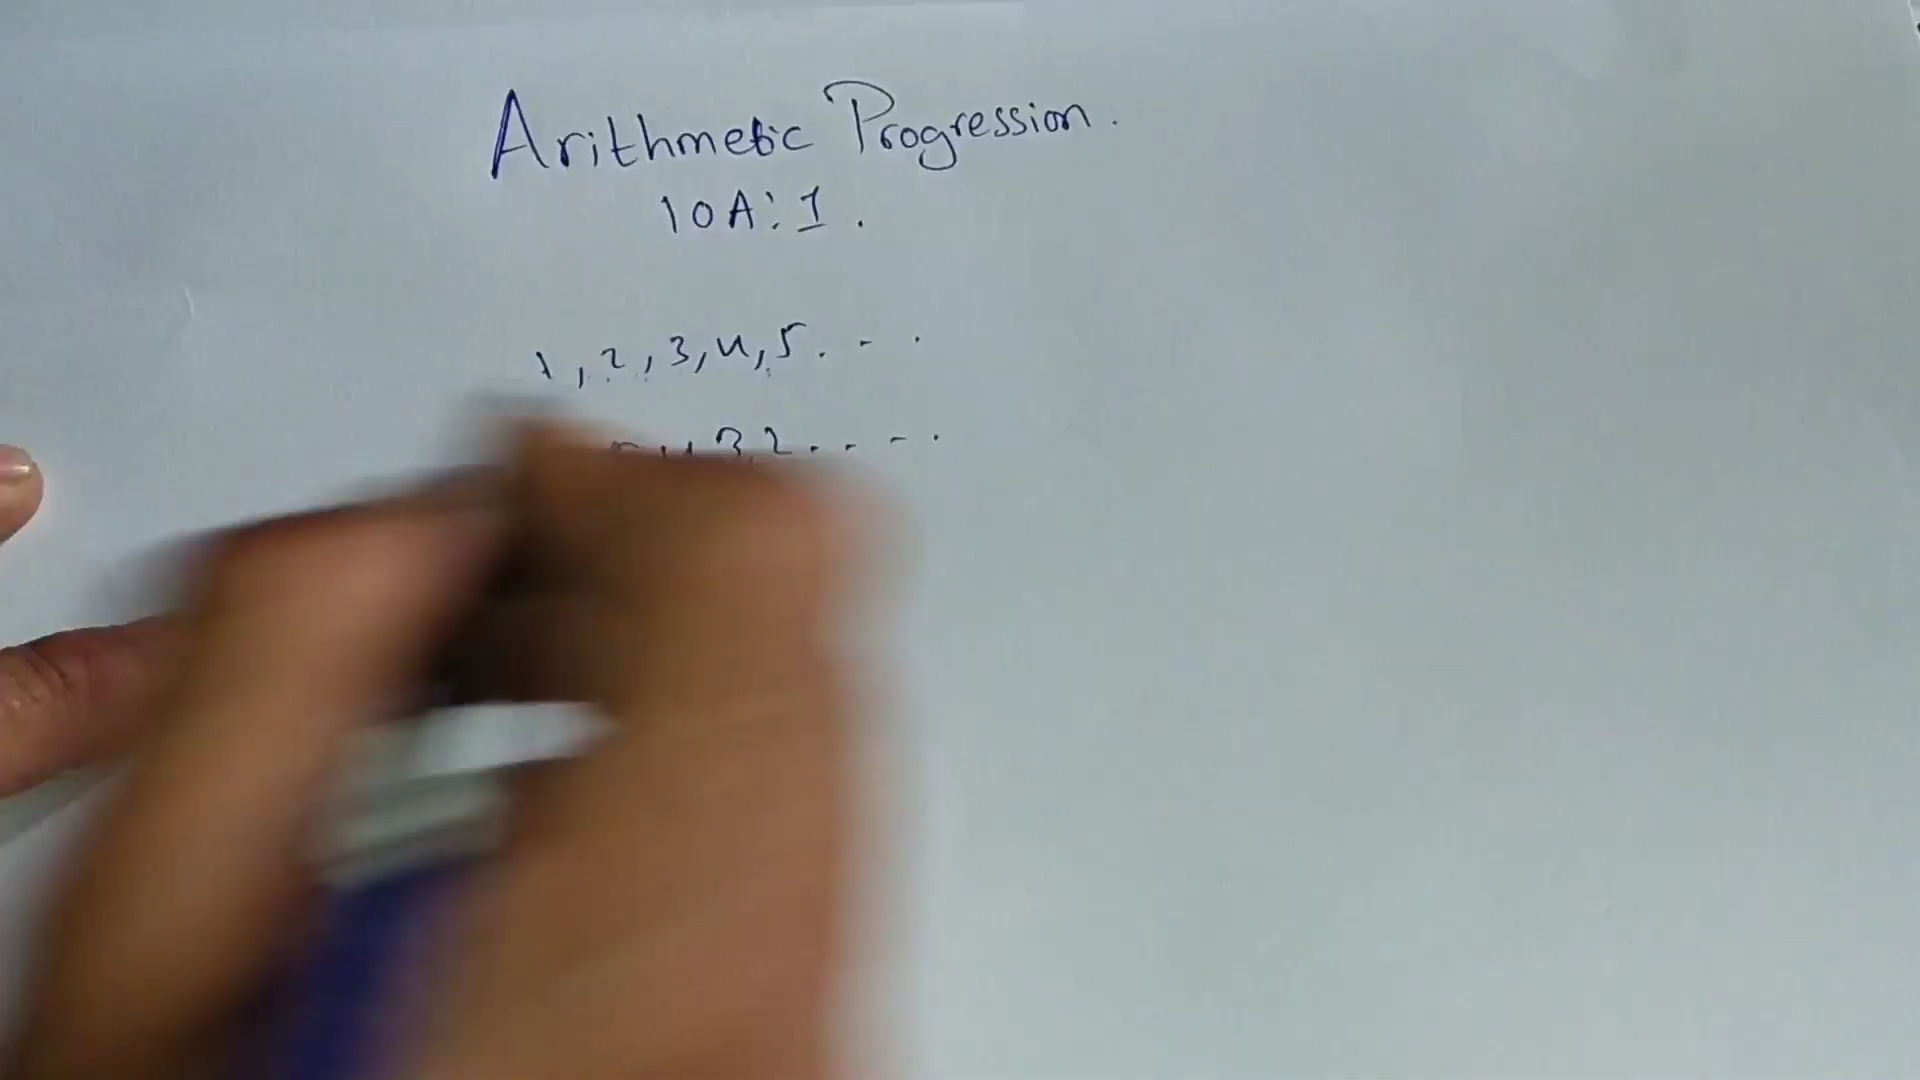 Arithmetic Progression.
10A:1.
1, 2, 3, 4, 5. - .
3, 2 . - - .